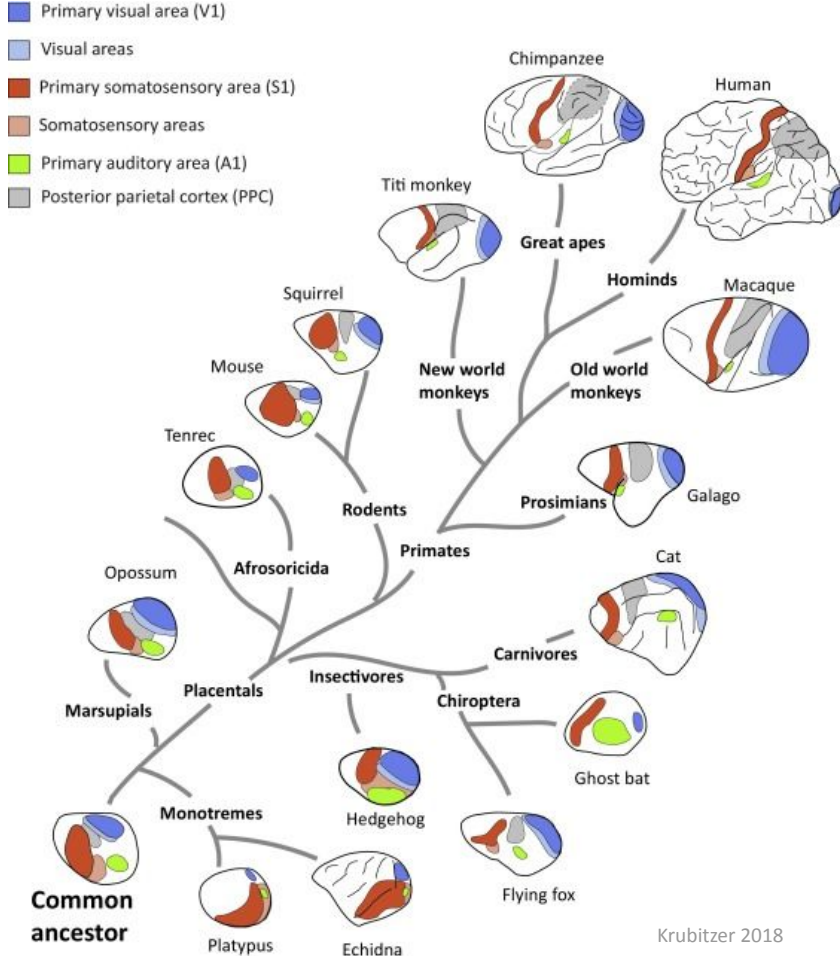 Primary visual area (V1)
Visual areas
Primary somatosensory area (S1)
Somatosensory areas
Primary auditory area (A1)
Posterior parietal cortex (PPC)
Chimpanzee
Human
Titi monkey
Great apes
Hominds
Macaque
Squirrel
New world
monkeys
Old world
monkeys
Mouse
Tenrec
Rodents
Prosimians
Galago
Primates
Afrosoricida
Opossum
Cat
Carnivores
Insectivores
Placentals
Chiroptera
Marsupials
Ghost bat
Monotremes
Hedgehog
Flying fox
Common
ancestor
Platypus
Echidna
Krubitzer 2018